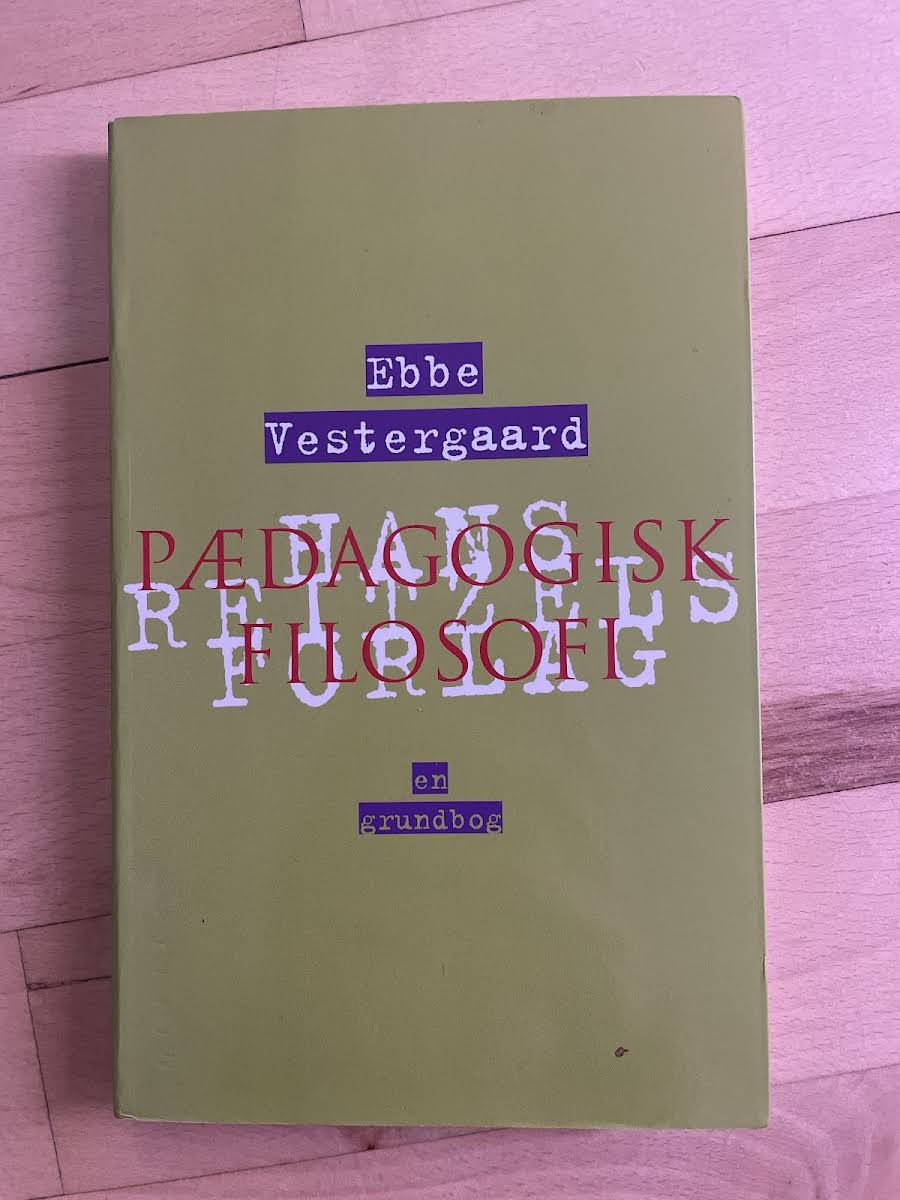 Ebbe
Vestergaard
HANS
PÆDAGOGISK
REITZELS
FILOSOFI
FORLAG
en
grundbog